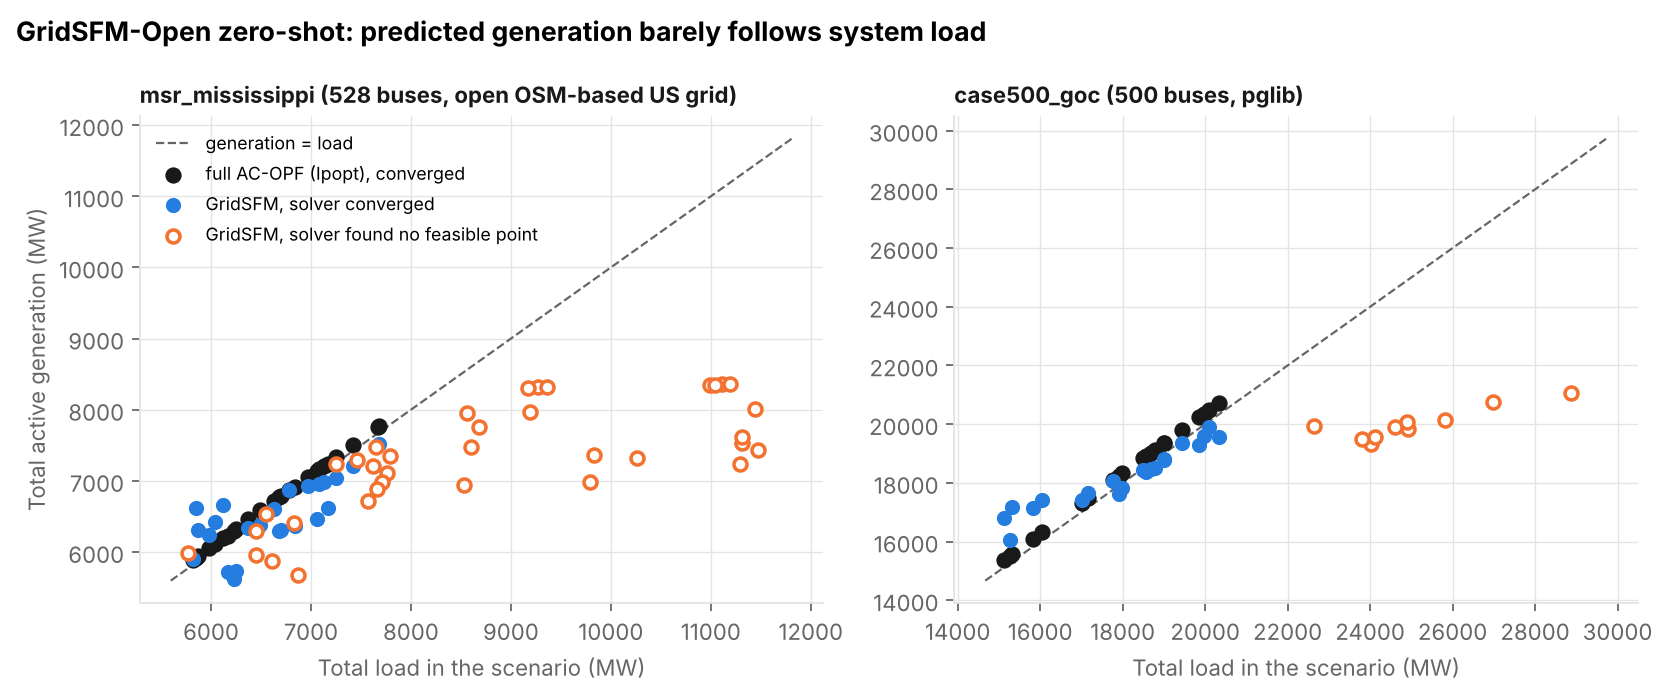 GridSFM-Open zero-shot: predicted generation barely follows system load
msr_mississippi (528 buses, open OSM-based US grid)
12000
11000
10000
9000
8000
7000
6000
Total active generation (MW)
generation = load
full AC-OPF (Ipopt), converged
GridSFM, solver converged
GridSFM, solver found no feasible point
6000 7000 8000 9000 10000 11000 12000
Total load in the scenario (MW)
case500_goc (500 buses, pglib)
30000
28000
26000
24000
22000
20000
18000
16000
14000
14000 16000 18000 20000 22000 24000 26000 28000 30000
Total load in the scenario (MW)